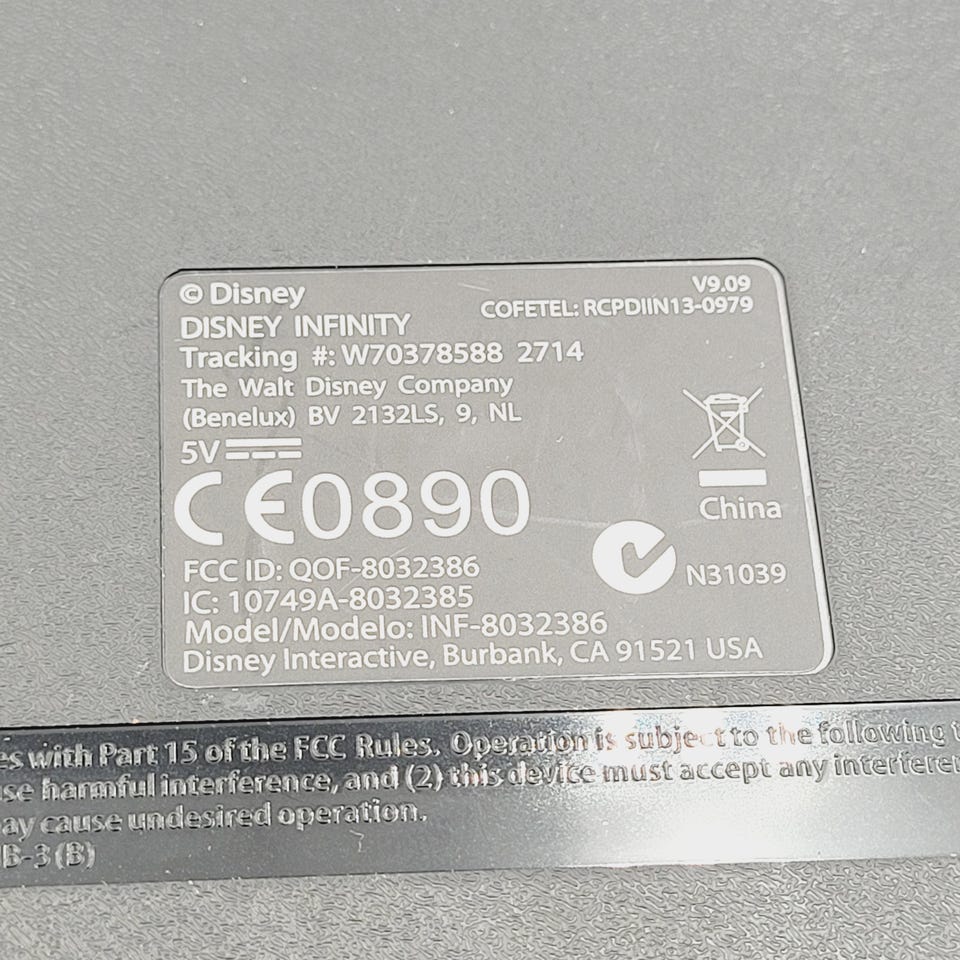 © Disney
V9.09
DISNEY INFINITY
COFETEL: RCPDIIN13-0979
Tracking #: W70378588 2714
The Walt Disney Company
(Benelux) BV 2132LS, 9, NL
5V
CE0890
China
FCC ID: QOF-8032386
N31039
IC: 10749A-8032385
Model/Modelo: INF-8032386
Disney Interactive, Burbank, CA 91521 USA
with Part 15 of the FCC Rules. Operation is subject to the following
harmful interference, and (2) this device must accept any
cause undesired operation.
B-3 (B)